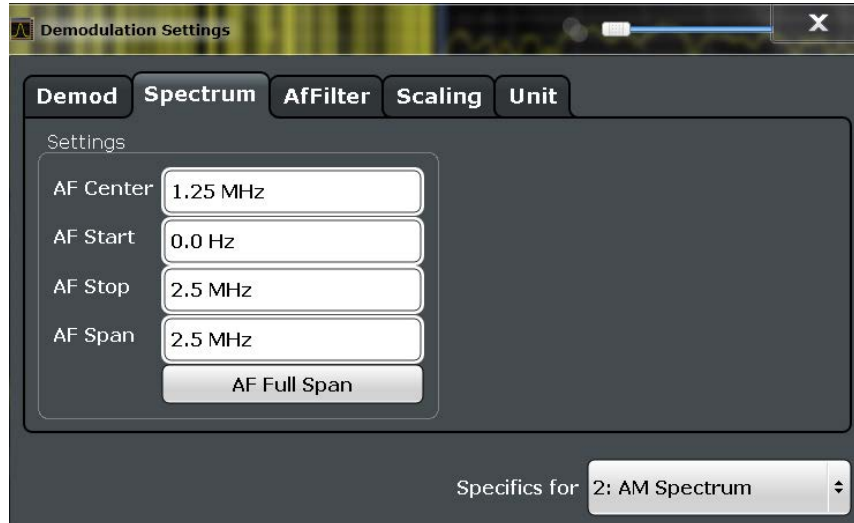 Demodulation Settings
X
Demod Spectrum AfFilter Scaling Unit
Settings
AF Center 1.25 MHz
AF Start 0.0 Hz
AF Stop 2.5 MHz
AF Span 2.5 MHz
AF Full Span
Specifics for 2: AM Spectrum